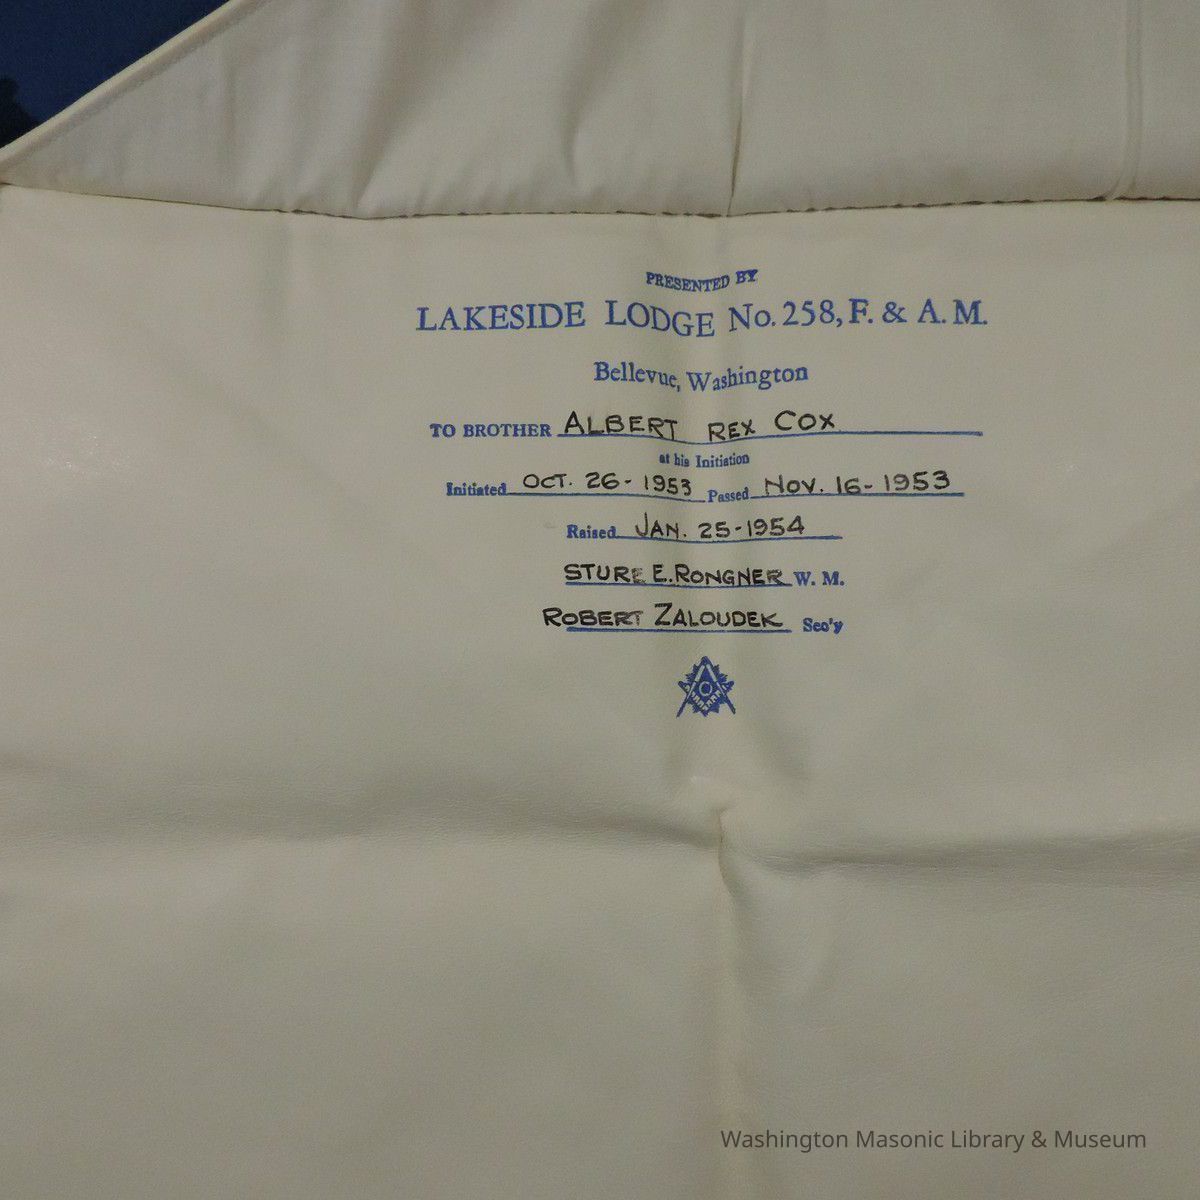 PRESENTED BY
LAKESIDE LODGE No. 258, F. & A. M.
Bellevue, Washington
TO BROTHER ALBERT REX COX
at his Initiation
Initiated OCT. 26-1953 Passed NOV. 16-1953
Raised JAN. 25-1954
STURE E. RONGNER W. M.
ROBERT ZALOUDEK Sec'y
G
Washington Masonic Library & Museum